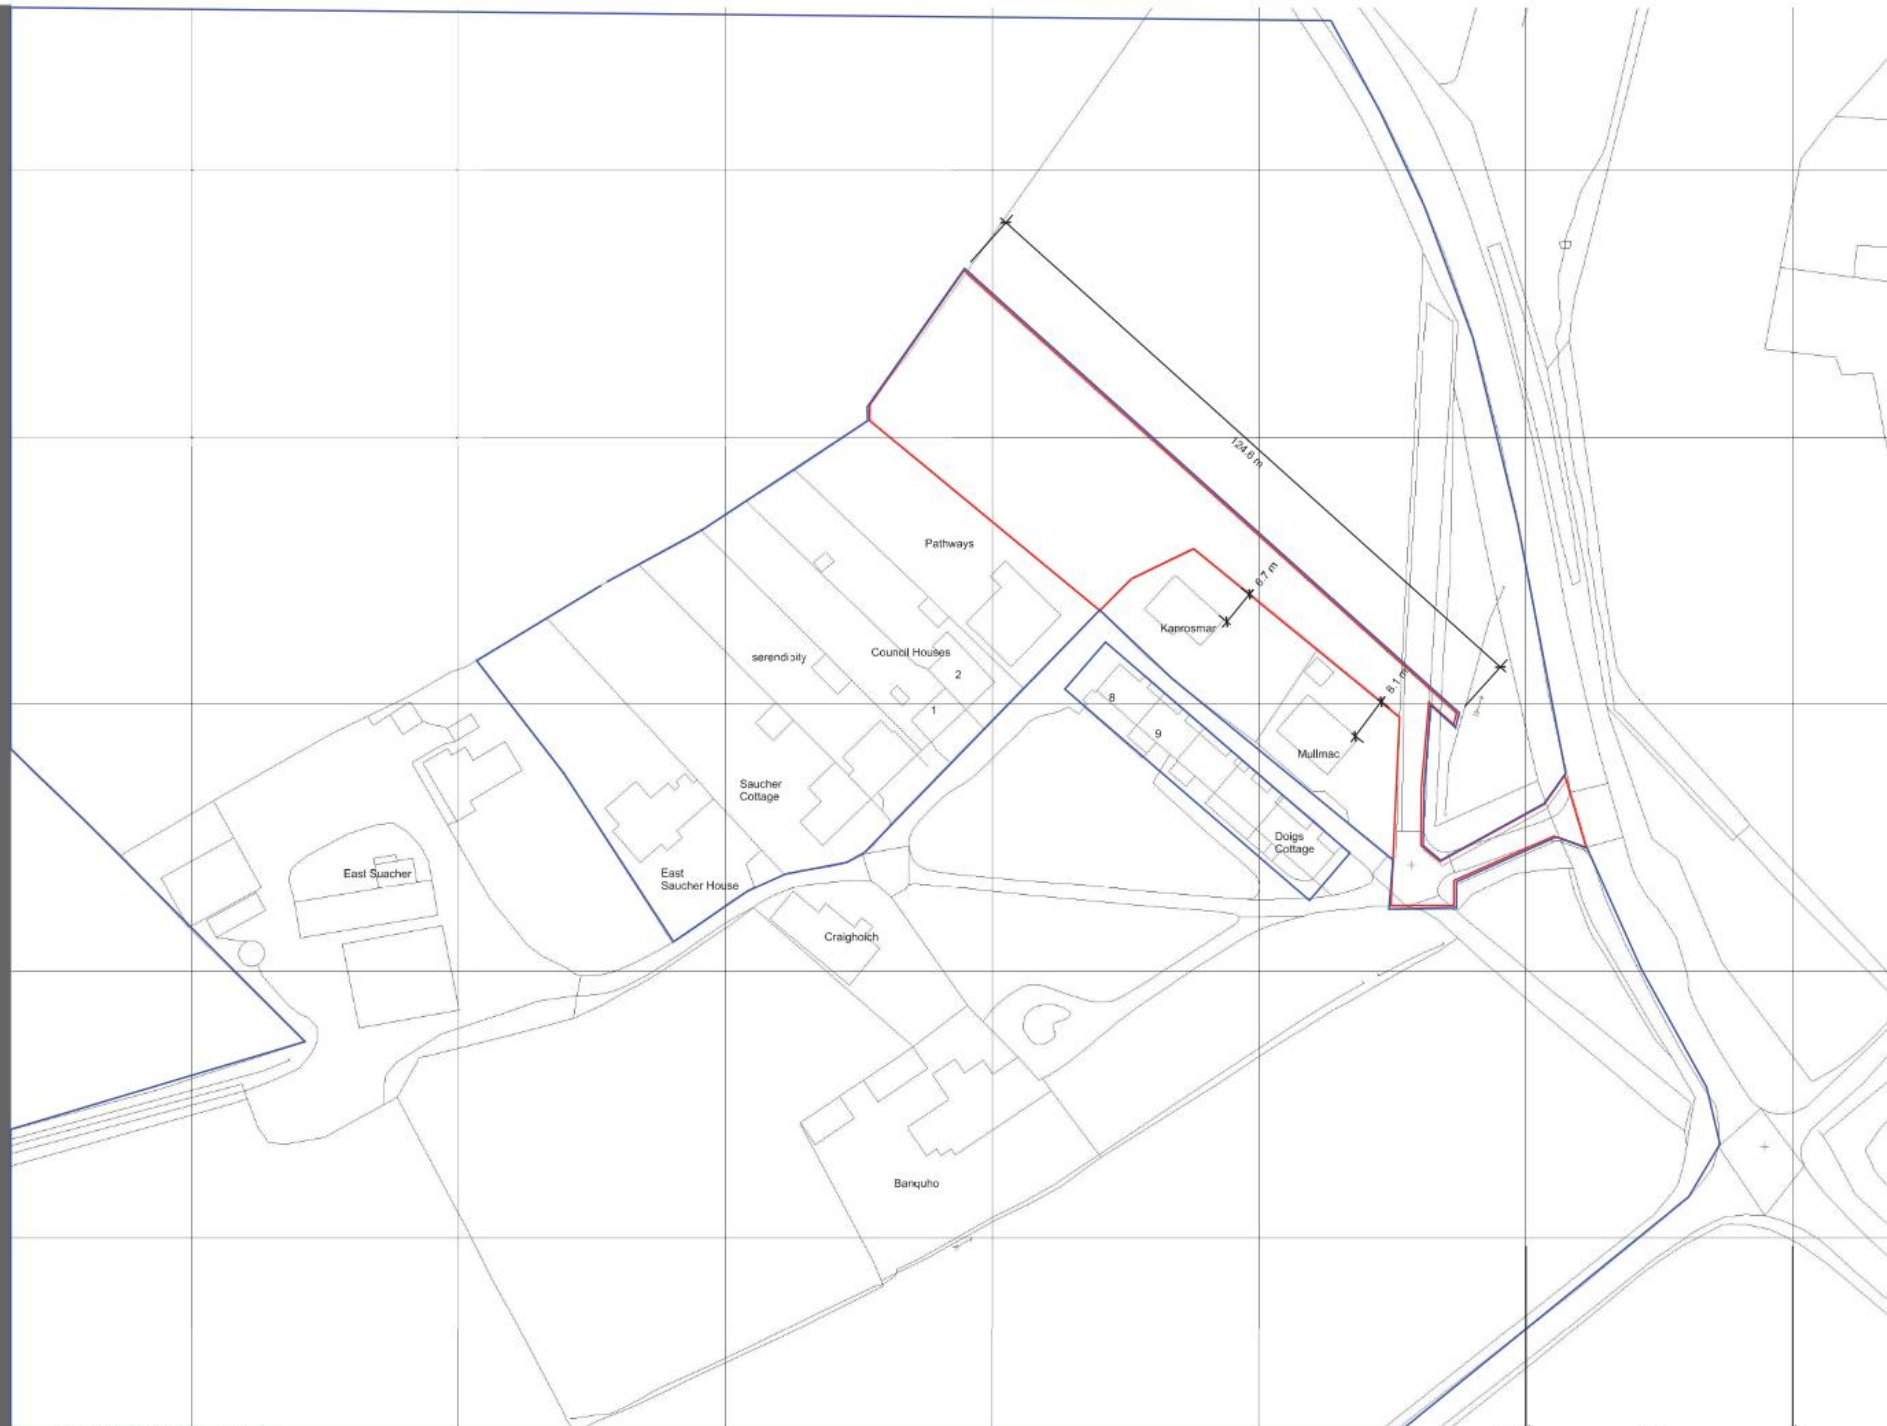 124.6 m
Pathways
6.7 m
Kaprosmar
Council Houses
serendipity
2
8
8.1 m
1
9
Mullmac
Saucher
Cottage
Doigs
Cottage
East Suacher
East
Saucher House
Craighoich
Banquho